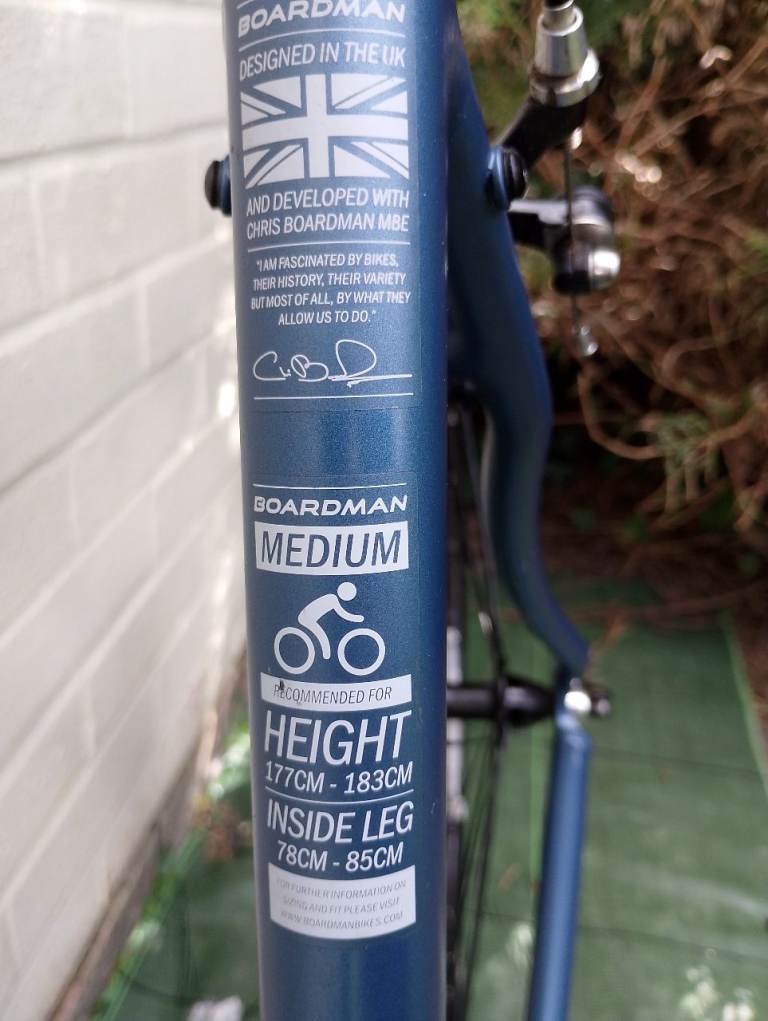 BOARDMAN
DESIGNED IN THE UK
AND DEVELOPED WITH
CHRIS BOARDMAN MBE
"I AM FASCINATED BY BIKES,
THEIR HISTORY, THEIR VARIETY
BUT MOST OF ALL, BY WHAT THEY
ALLOW US TO DO."
BOARDMAN
MEDIUM
RECOMMENDED FOR
HEIGHT
177CM - 183CM
INSIDE LEG
78CM - 85CM
FOR FURTHER INFORMATION ON
SIZING AND FIT PLEASE VISIT
WWW.BOARDMANBIKES.COM